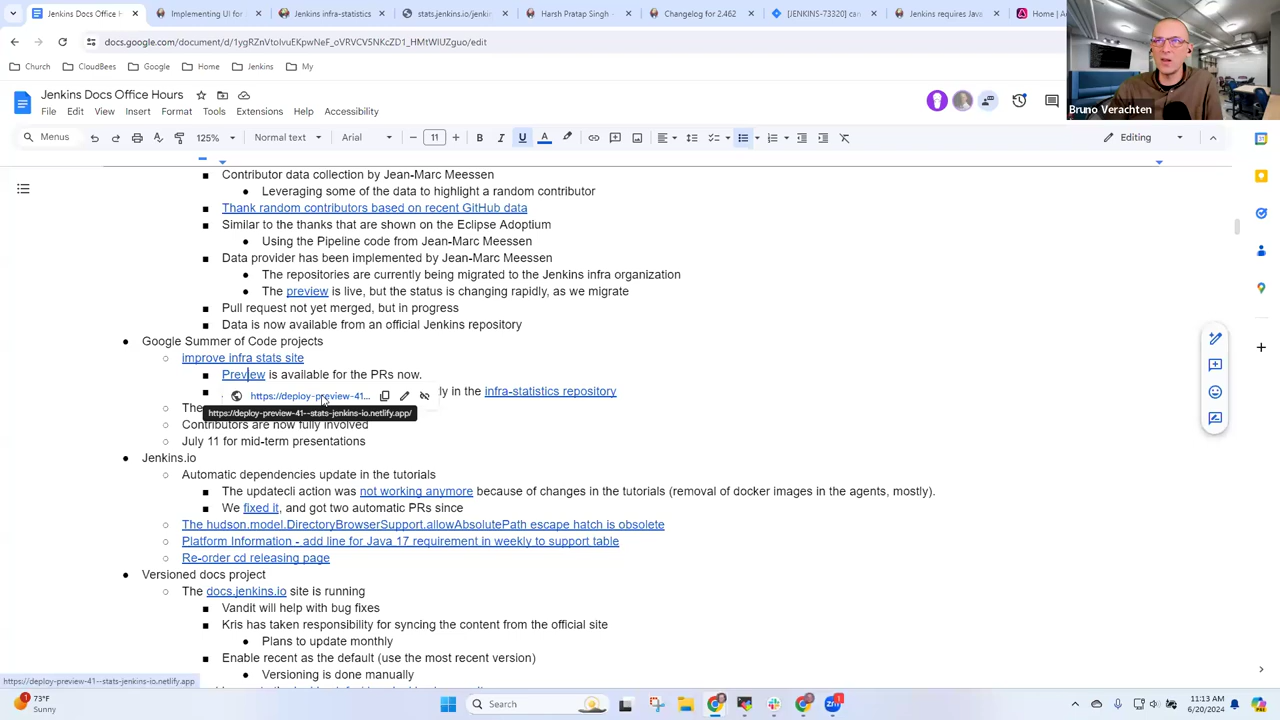 Jenkins Docs Office Hours
Implementing UI for
Jenkins infra-statistics
stats.jenkins.io/jenkin
Harsh Pratap Singh
Changelog for 2.46
[JENKINS-73320] can
Jenkins requires Java
Home | A
docs.google.com/document/d/1ygRZnVtoIvuEKpwNeF_oVRVCV5NKcZD1_HMtWIUZguo/edit
Church
CloudBees
Google
Home
Jenkins
My
Jenkins Docs Office Hours
File Edit View Insert Format Tools Extensions Help Accessibility
Menus
125%
Normal text
Arial
11
B I U A
Editing
Bruno Verachten
Contributor data collection by Jean-Marc Meessen
Leveraging some of the data to highlight a random contributor
Thank random contributors based on recent GitHub data
Similar to the thanks that are shown on the Eclipse Adoptium
Using the Pipeline code from Jean-Marc Meessen
Data provider has been implemented by Jean-Marc Meessen
The repositories are currently being migrated to the Jenkins infra organization
The preview is live, but the status is changing rapidly, as we migrate
Pull request not yet merged, but in progress
Data is now available from an official Jenkins repository
Google Summer of Code projects
improve infra stats site
Preview is available for the PRs now.
ly in the infra-statistics repository
https://deploy-preview-41...
The
https://deploy-preview-41--stats-jenkins-io.netlify.app/
Contributors are now fully involved
July 11 for mid-term presentations
Jenkins.io
Automatic dependencies update in the tutorials
The updatecli action was not working anymore because of changes in the tutorials (removal of docker images in the agents, mostly).
We fixed it, and got two automatic PRs since
The hudson.model.DirectoryBrowserSupport.allowAbsolutePath escape hatch is obsolete
Platform Information - add line for Java 17 requirement in weekly to support table
Re-order cd releasing page
Versioned docs project
The docs.jenkins.io site is running
Vandit will help with bug fixes
Kris has taken responsibility for syncing the content from the official site
Plans to update monthly
Enable recent as the default (use the most recent version)
Versioning is done manually
https://deploy-preview-41--stats-jenkins-io.netlify.app
73°F
Sunny
Search
11:13 AM
6/20/2024